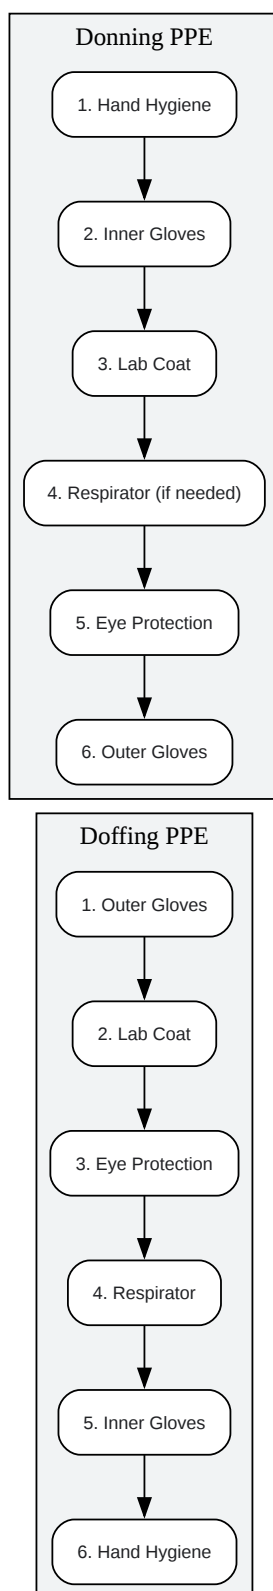 Donning PPE
1. Hand Hygiene
2. Inner Gloves
3. Lab Coat
4. Respirator (if needed)
5. Eye Protection
6. Outer Gloves
Doffing PPE
1. Outer Gloves
2. Lab Coat
3. Eye Protection
4. Respirator
5. Inner Gloves
6. Hand Hygiene